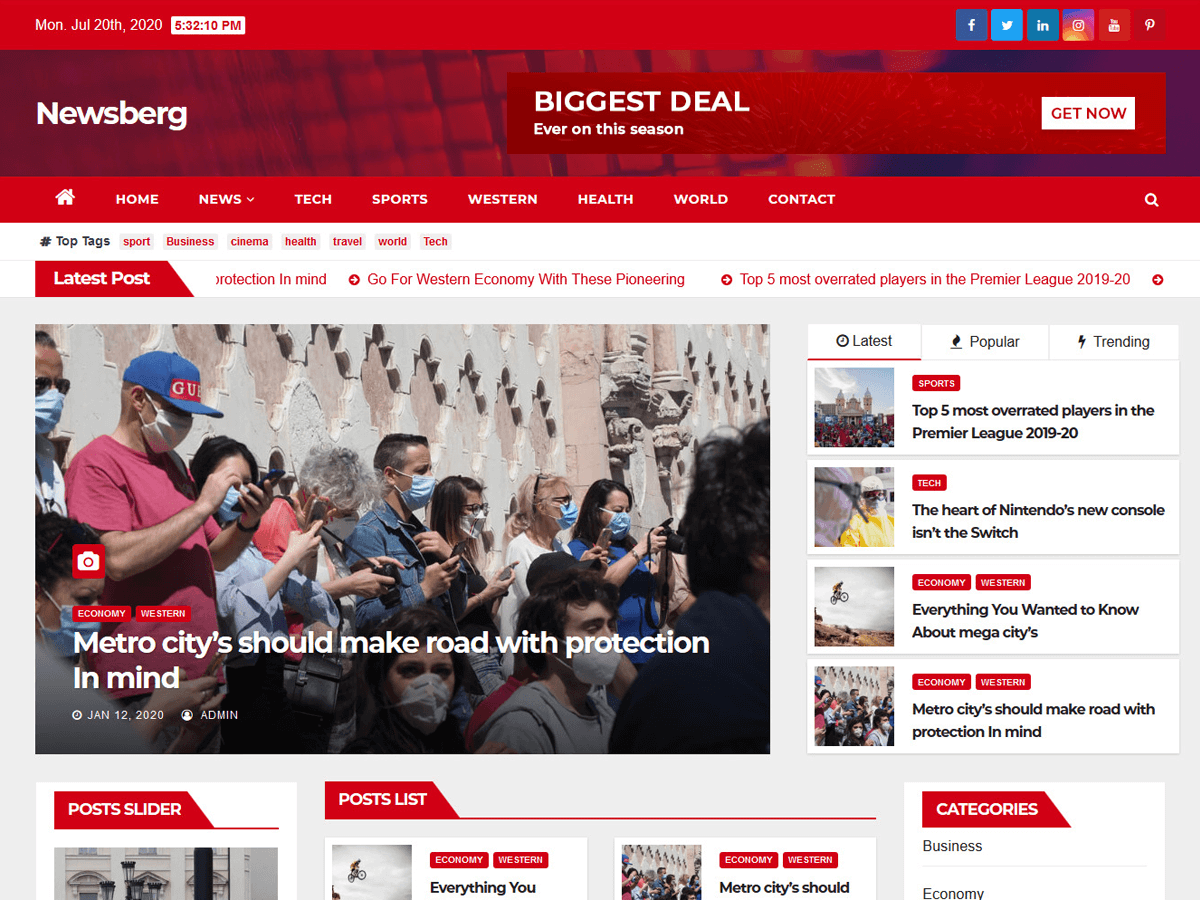 Mon. Jul 20th, 2020 5:32:10 PM
You Tube
Newsberg
BIGGEST DEAL
Ever on this season
GET NOW
HOME NEWS TECH SPORTS WESTERN HEALTH WORLD CONTACT
# Top Tags sport Business cinema health travel world Tech
Latest Post
protection In mind Go For Western Economy With These Pioneering Top 5 most overrated players in the Premier League 2019-20
GUE
ECONOMY WESTERN
Metro city’s should make road with protection
In mind
JAN 12, 2020 ADMIN
Latest Popular Trending
SPORTS
Top 5 most overrated players in the
Premier League 2019-20
TECH
The heart of Nintendo’s new console
isn’t the Switch
ECONOMY WESTERN
Everything You Wanted to Know
About mega city’s
ECONOMY WESTERN
Metro city’s should make road with
protection In mind
POSTS SLIDER
POSTS LIST
ECONOMY WESTERN
Everything You
ECONOMY WESTERN
Metro city’s should
CATEGORIES
Business
Economy